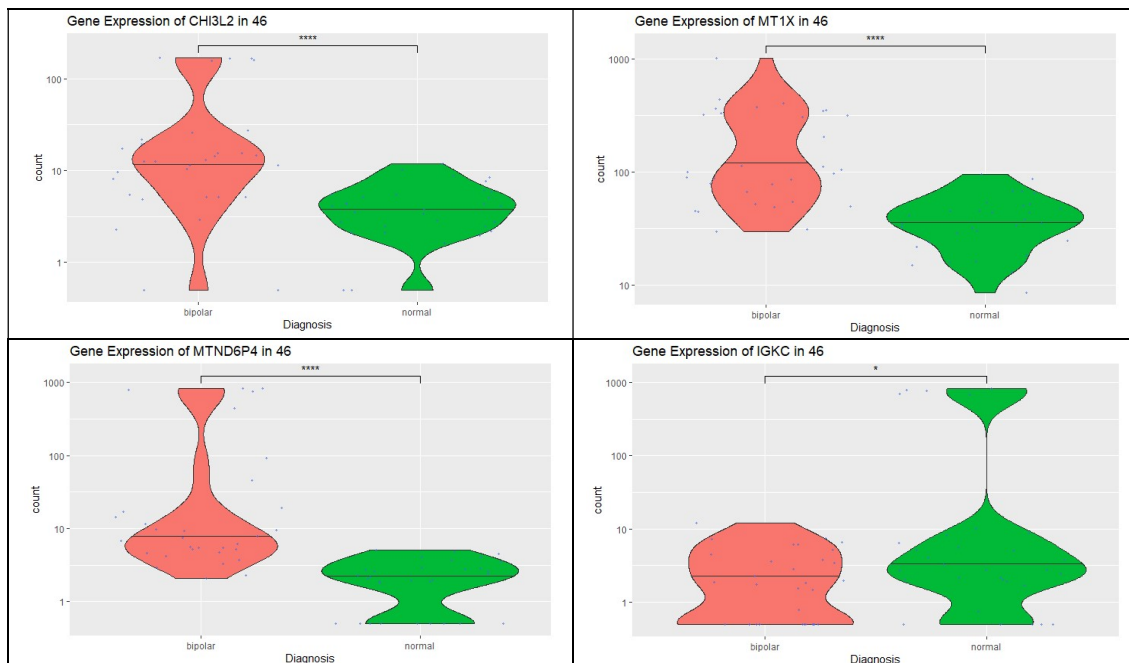 Gene Expression of CHI3L2 in 46
****
100
10
1
count
bipolar
normal
Diagnosis
Gene Expression of MT1X in 46
****
1000
100
10
count
bipolar
normal
Diagnosis
Gene Expression of MTND6P4 in 46
****
1000
100
10
1
count
bipolar
normal
Diagnosis
Gene Expression of IGKC in 46
*
1000
100
10
1
count
bipolar
normal
Diagnosis